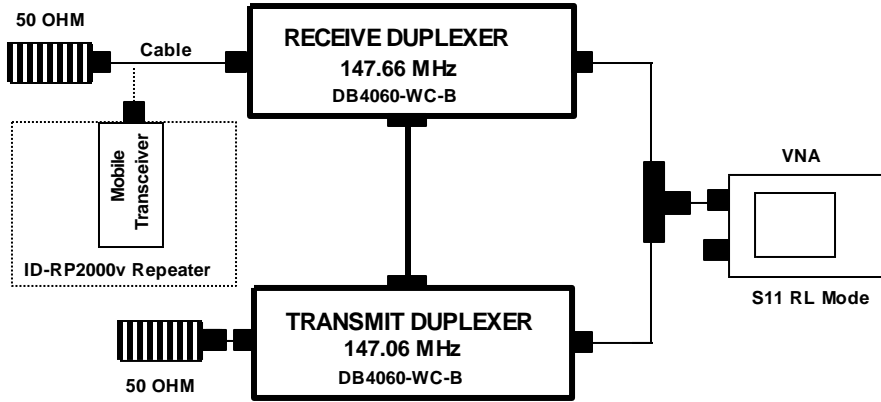 50 OHM
Cable
RECEIVE DUPLEXER
147.66 MHz
DB4060-WC-B
Mobile
Transceiver
ID-RP2000v Repeater
VNA
S11 RL Mode
TRANSMIT DUPLEXER
147.06 MHz
DB4060-WC-B
50 OHM